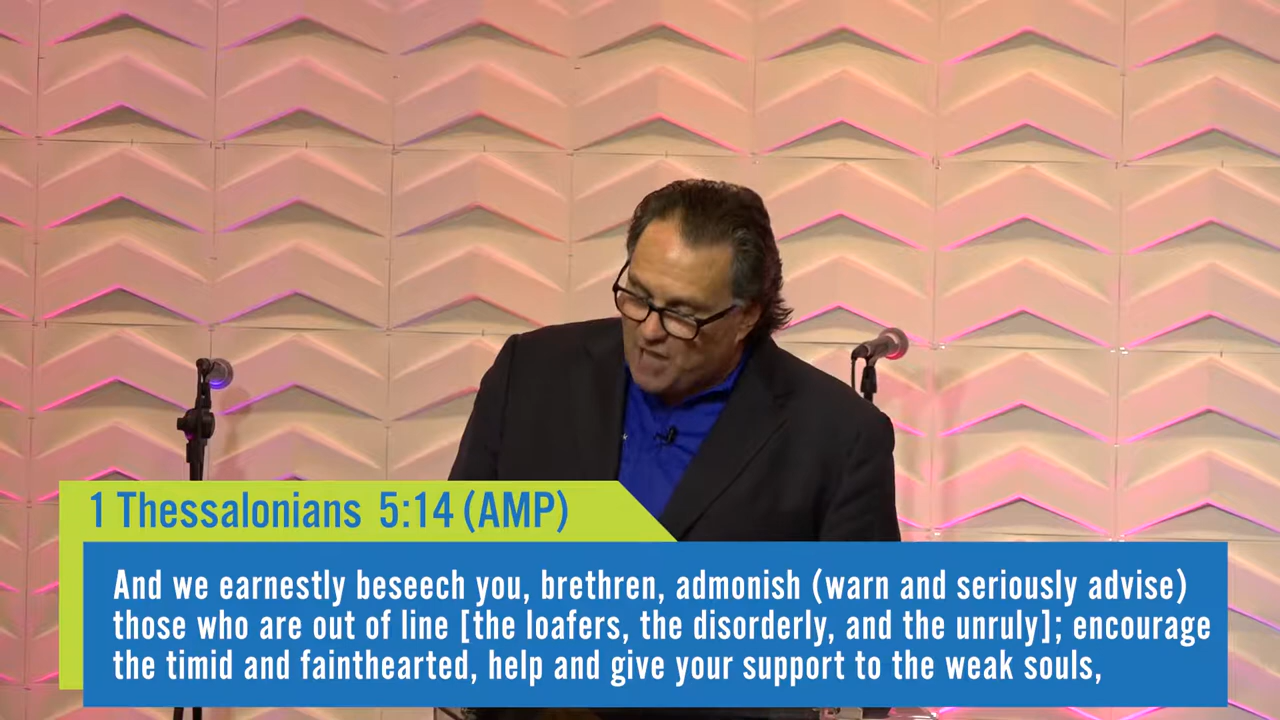 1 Thessalonians 5:14 (AMP)
And we earnestly beseech you, brethren, admonish (warn and seriously advise)
those who are out of line [the loafers, the disorderly, and the unruly]; encourage
the timid and fainthearted, help and give your support to the weak souls,